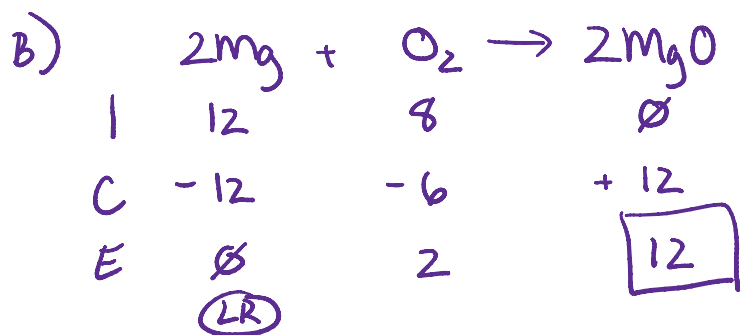 B) 2Mg + O₂ → 2MgO
I 12 8 ∅
C -12 -6 +12
E ∅ 2 12
LR